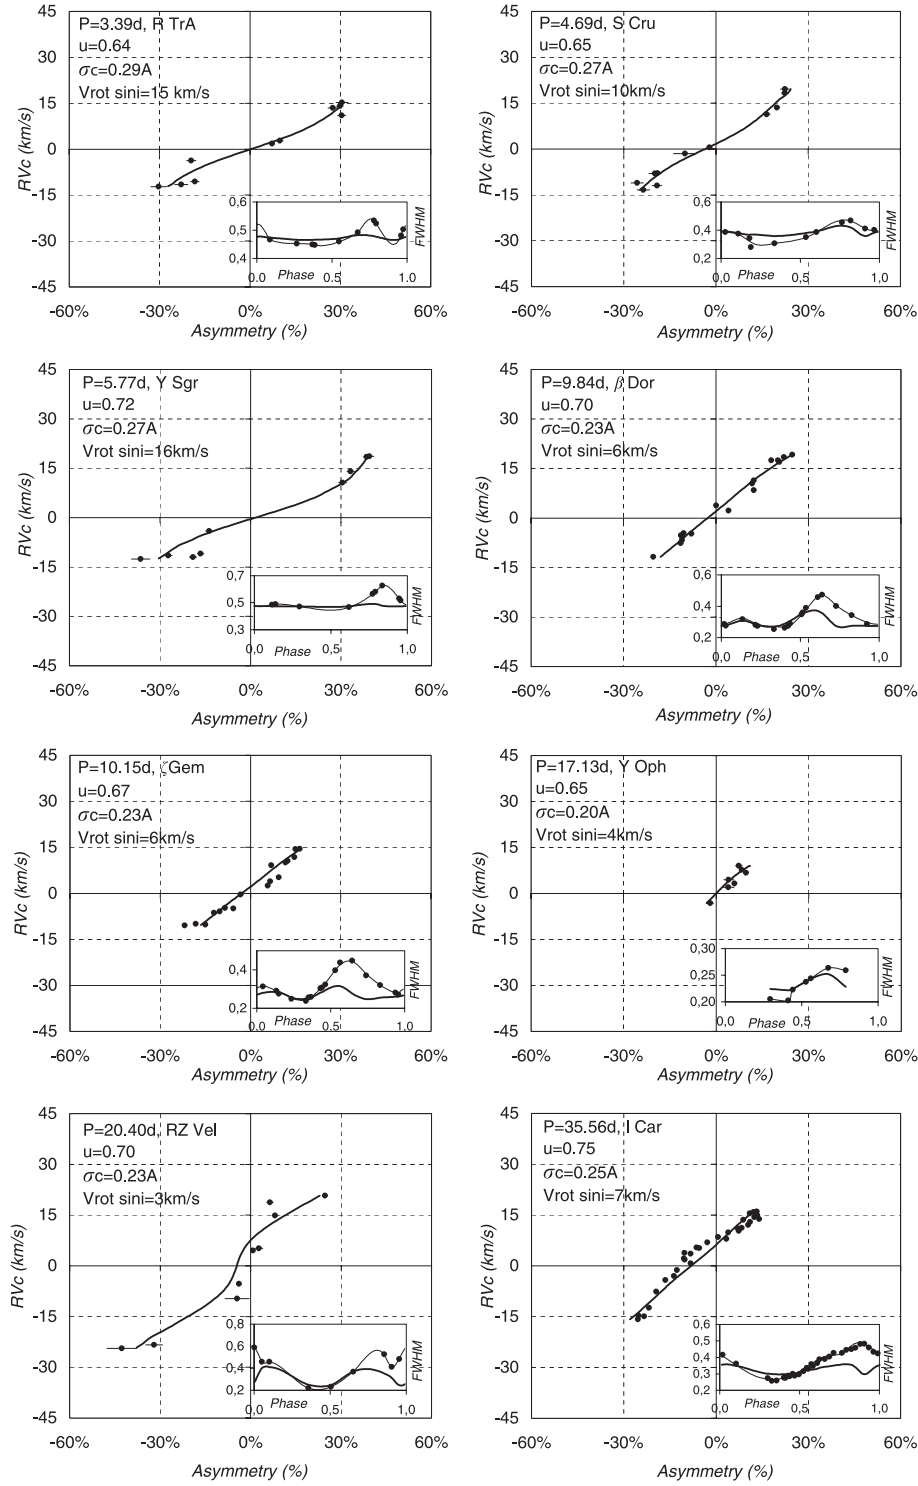 P=3.39d, R TrA
u=0.64
σc=0.29A
Vrot sini=15 km/s
45
30
15
0
-15
-30
-45
RVc (km/s)
0,6
0,5
0,4
0,0
Phase
0,5
1,0
FWHM
-60%
-30%
0%
30%
60%
Asymmetry (%)
P=4.69d, S Cru
u=0.65
σc=0.27A
Vrot sini=10km/s
45
30
15
0
-15
-30
-45
RVc (km/s)
0,6
0,4
0,2
0,0
Phase
0,5
1,0
FWHM
-60%
-30%
0%
30%
60%
Asymmetry (%)
P=5.77d, Y Sgr
u=0.72
σc=0.27A
Vrot sini=16km/s
45
30
15
0
-15
-30
-45
RVc (km/s)
0,7
0,5
0,3
0,0
Phase
0,5
1,0
FWHM
-60%
-30%
0%
30%
60%
Asymmetry (%)
P=9.84d, β Dor
u=0.70
σc=0.23A
Vrot sini=6km/s
45
30
15
0
-15
-30
-45
RVc (km/s)
0,6
0,4
0,2
0,0
Phase
0,5
1,0
FWHM
-60%
-30%
0%
30%
60%
Asymmetry (%)
P=10.15d, ζGem
u=0.67
σc=0.23A
Vrot sini=6km/s
45
30
15
0
-15
-30
-45
RVc (km/s)
0,4
0,2
0,0
Phase
0,5
1,0
FWHM
-60%
-30%
0%
30%
60%
Asymmetry (%)
P=17.13d, Y Oph
u=0.65
σc=0.20A
Vrot sini=4km/s
45
30
15
0
-15
-30
-45
RVc (km/s)
0,30
0,25
0,20
0,0
Phase
0,5
1,0
FWHM
-60%
-30%
0%
30%
60%
Asymmetry (%)
P=20.40d, RZ Vel
u=0.70
σc=0.23A
Vrot sini=3km/s
45
30
15
0
-15
-30
-45
RVc (km/s)
0,8
0,6
0,4
0,2
0,0
Phase
0,5
1,0
FWHM
-60%
-30%
0%
30%
60%
Asymmetry (%)
P=35.56d, l Car
u=0.75
σc=0.25A
Vrot sini=7km/s
45
30
15
0
-15
-30
-45
RVc (km/s)
0,6
0,5
0,4
0,3
0,2
0,0
Phase
0,5
1,0
FWHM
-60%
-30%
0%
30%
60%
Asymmetry (%)